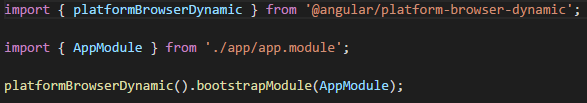 import { platformBrowserDynamic } from '@angular/platform-browser-dynamic';
import { AppModule } from './app/app.module';
platformBrowserDynamic().bootstrapModule(AppModule);